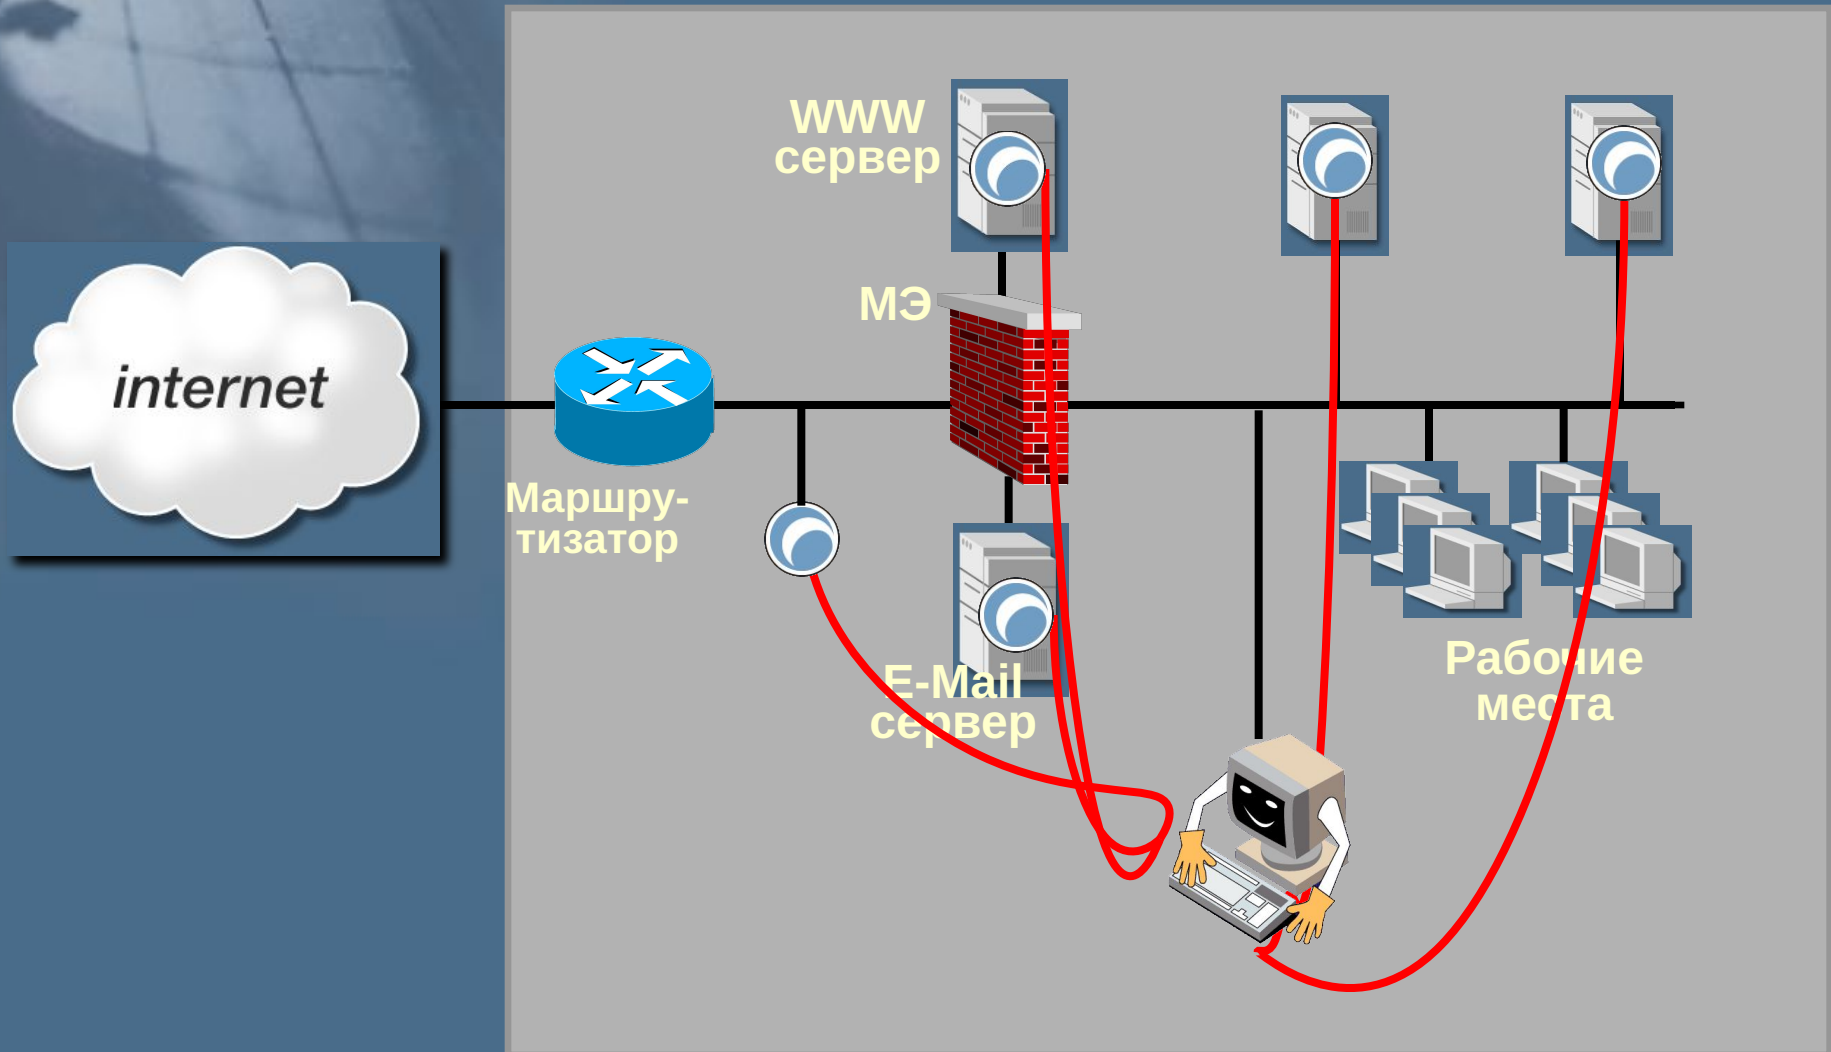 WWW
сервер
МЭ
internet
Маршру-
тизатор
E-Mail
сервер
Рабочие
места